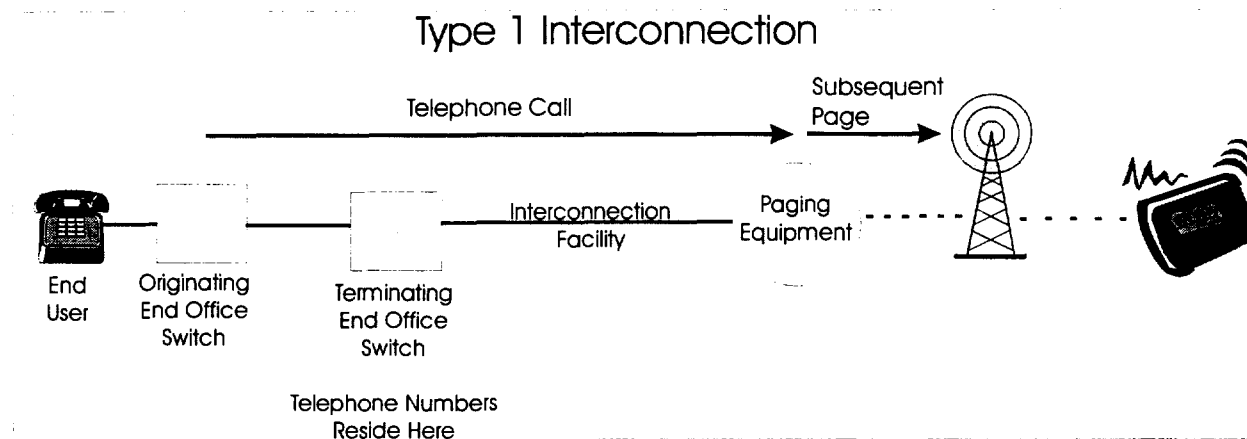 Type 1 Interconnection
Telephone Call
Subsequent
Page
Interconnection
Facility
Paging
Equipment
End
User
Originating
End Office
Switch
Terminating
End Office
Switch
Telephone Numbers
Reside Here